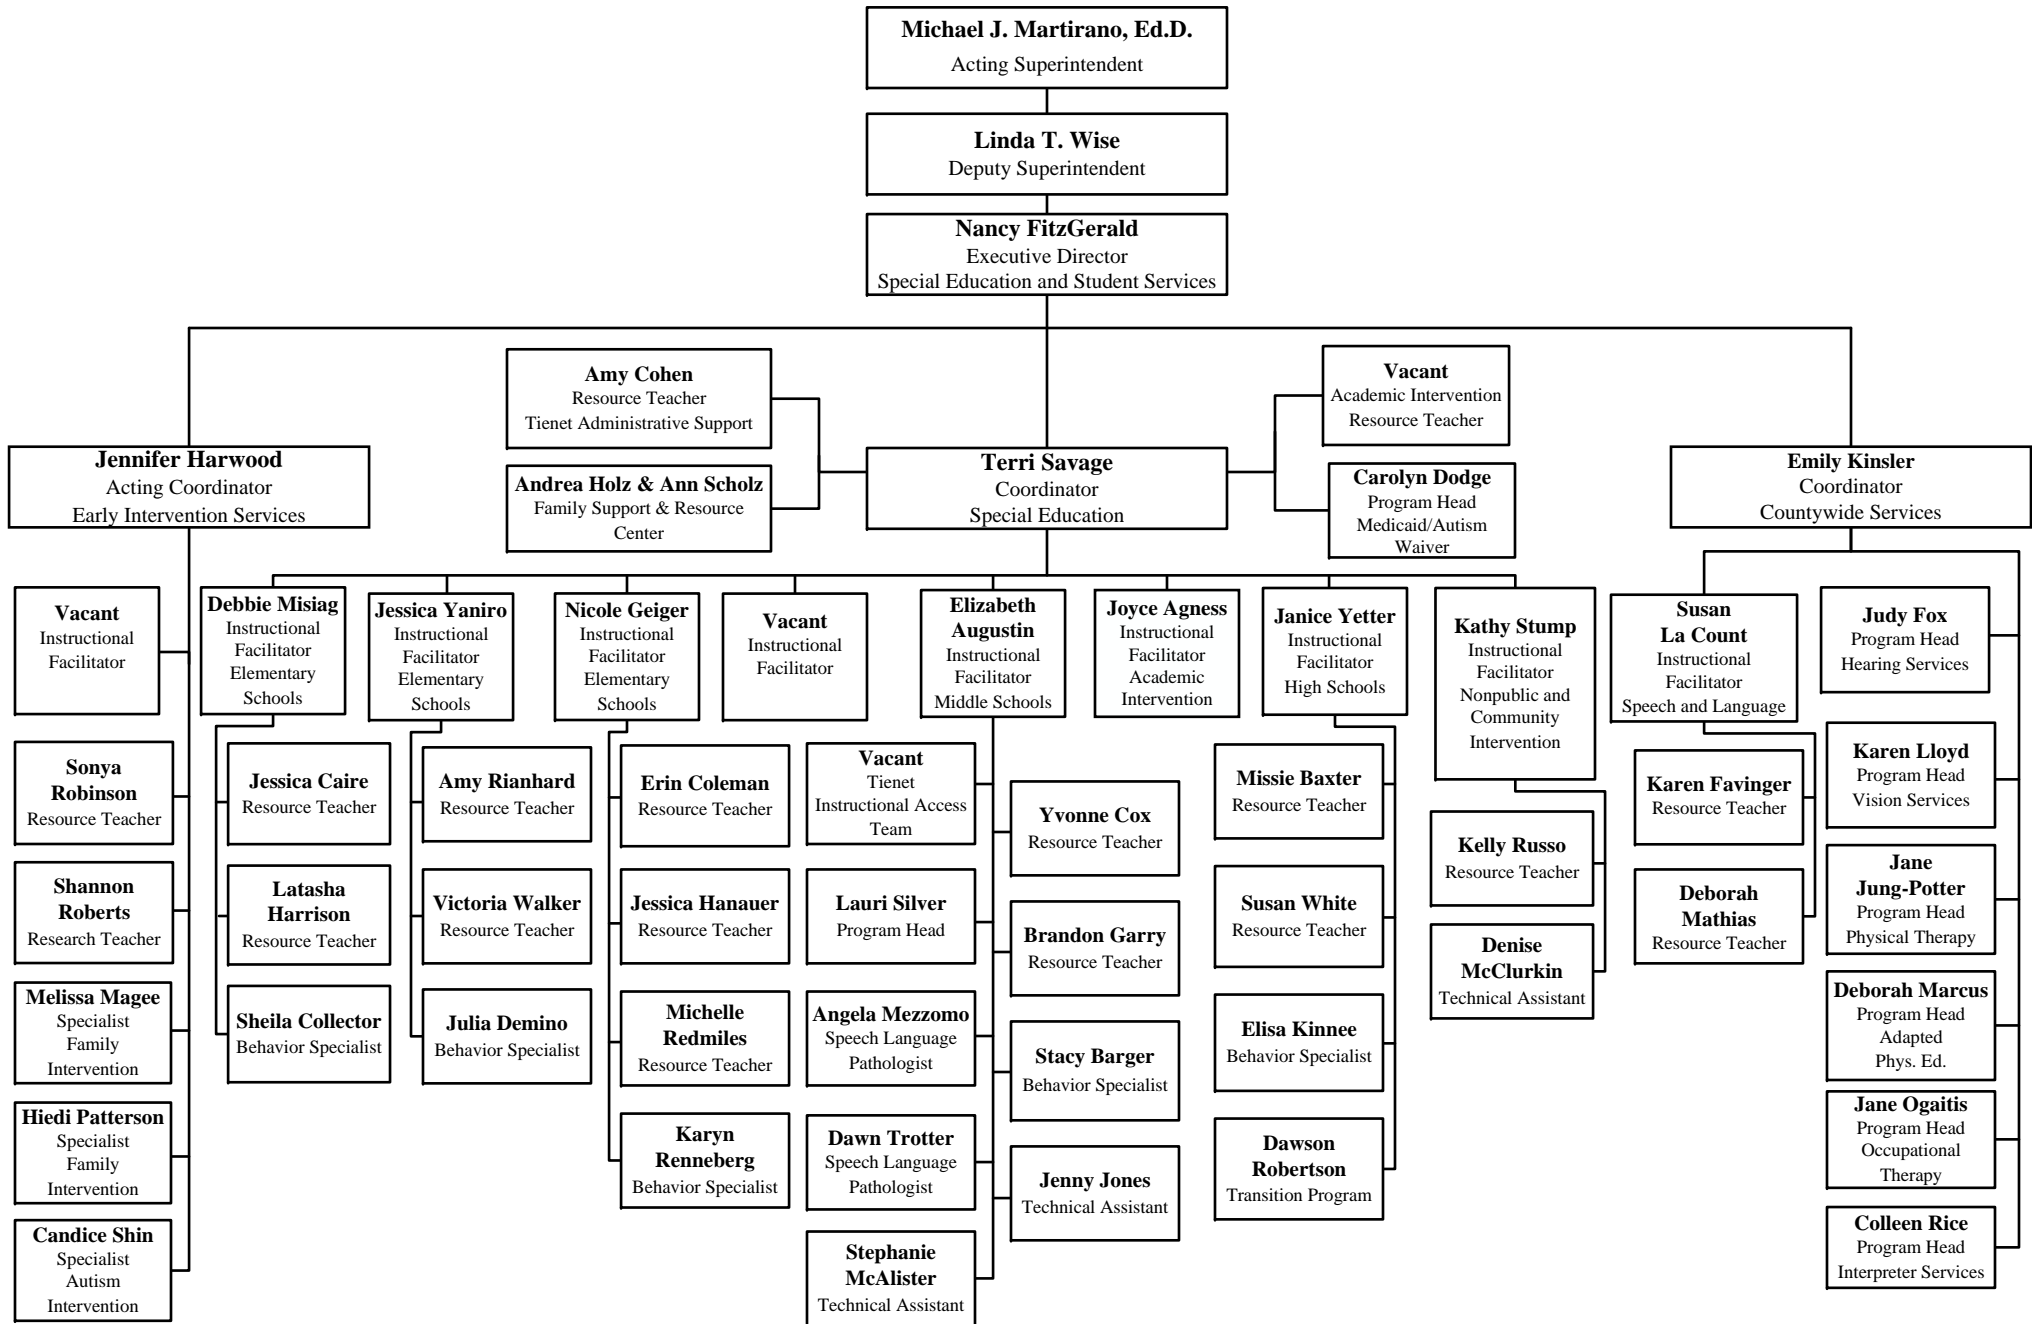 Michael J. Martirano, Ed.D.
Acting Superintendent
Linda T. Wise
Deputy Superintendent
Nancy FitzGerald
Executive Director
Special Education and Student Services
Amy Cohen
Resource Teacher
Tienet Administrative Support
Vacant
Academic Intervention
Resource Teacher
Jennifer Harwood
Acting Coordinator
Early Intervention Services
Andrea Holz & Ann Scholz
Family Support & Resource
Center
Terri Savage
Coordinator
Special Education
Carolyn Dodge
Program Head
Medicaid/Autism
Waiver
Emily Kinsler
Coordinator
Countywide Services
Vacant
Instructional
Facilitator
Debbie Misiag
Instructional
Facilitator
Elementary
Schools
Jessica Yaniro
Instructional
Facilitator
Elementary
Schools
Nicole Geiger
Instructional
Facilitator
Elementary
Schools
Vacant
Instructional
Facilitator
Elizabeth
Augustin
Instructional
Facilitator
Middle Schools
Joyce Agness
Instructional
Facilitator
Academic
Intervention
Janice Yetter
Instructional
Facilitator
High Schools
Kathy Stump
Instructional
Facilitator
Nonpublic and
Community
Intervention
Susan
La Count
Instructional
Facilitator
Speech and Language
Judy Fox
Program Head
Hearing Services
Sonya
Robinson
Resource Teacher
Shannon
Roberts
Research Teacher
Melissa Magee
Specialist
Family
Intervention
Hiedi Patterson
Specialist
Family
Intervention
Candice Shin
Specialist
Autism
Intervention
Jessica Caire
Resource Teacher
Latasha
Harrison
Resource Teacher
Sheila Collector
Behavior Specialist
Amy Rianhard
Resource Teacher
Victoria Walker
Resource Teacher
Julia Demino
Behavior Specialist
Erin Coleman
Resource Teacher
Jessica Hanauer
Resource Teacher
Michelle
Redmiles
Resource Teacher
Karyn
Renneberg
Behavior Specialist
Vacant
Tienet
Instructional Access
Team
Lauri Silver
Program Head
Angela Mezzomo
Speech Language
Pathologist
Dawn Trotter
Speech Language
Pathologist
Stephanie
McAlister
Technical Assistant
Yvonne Cox
Resource Teacher
Brandon Garry
Resource Teacher
Stacy Barger
Behavior Specialist
Jenny Jones
Technical Assistant
Missie Baxter
Resource Teacher
Susan White
Resource Teacher
Elisa Kinnee
Behavior Specialist
Dawson
Robertson
Transition Program
Kelly Russo
Resource Teacher
Denise
McClurkin
Technical Assistant
Karen Favinger
Resource Teacher
Deborah
Mathias
Resource Teacher
Karen Lloyd
Program Head
Vision Services
Jane
Jung-Potter
Program Head
Physical Therapy
Deborah Marcus
Program Head
Adapted
Phys. Ed.
Jane Ogaitis
Program Head
Occupational
Therapy
Colleen Rice
Program Head
Interpreter Services